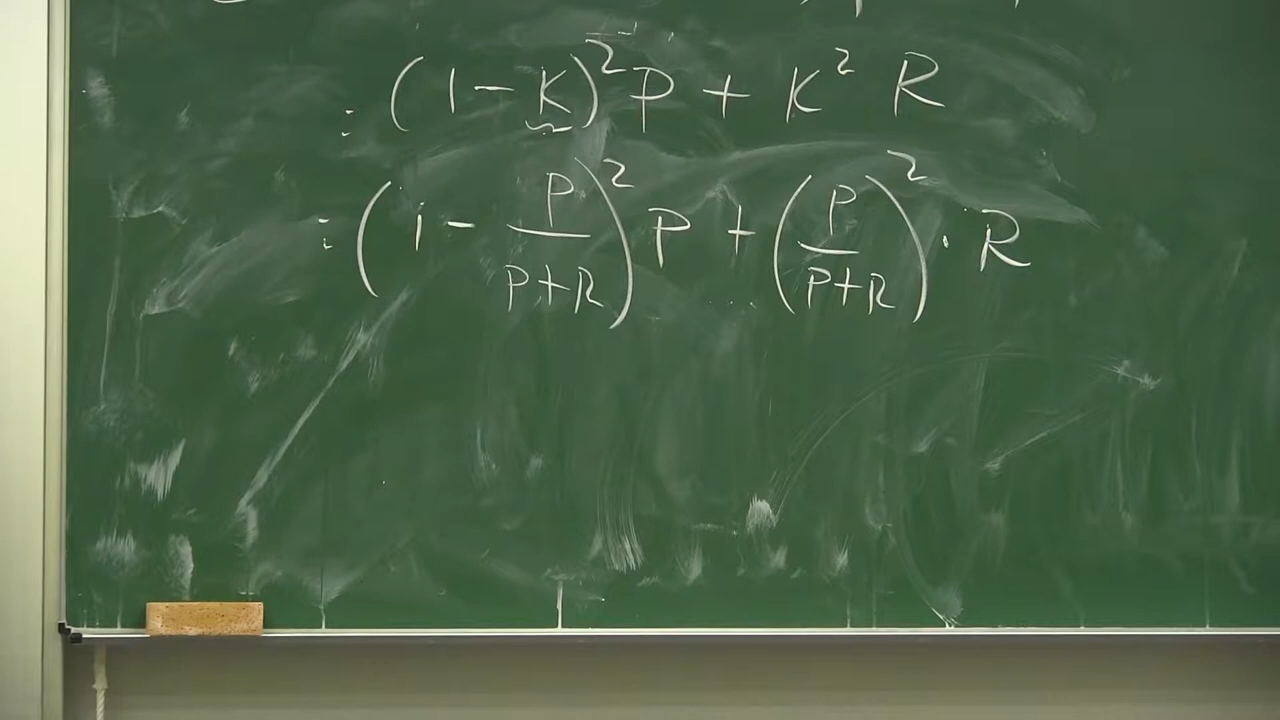 = (1 - K)² P + K² R
= (1 - P/(P+R))² P + (P/(P+R))² · R